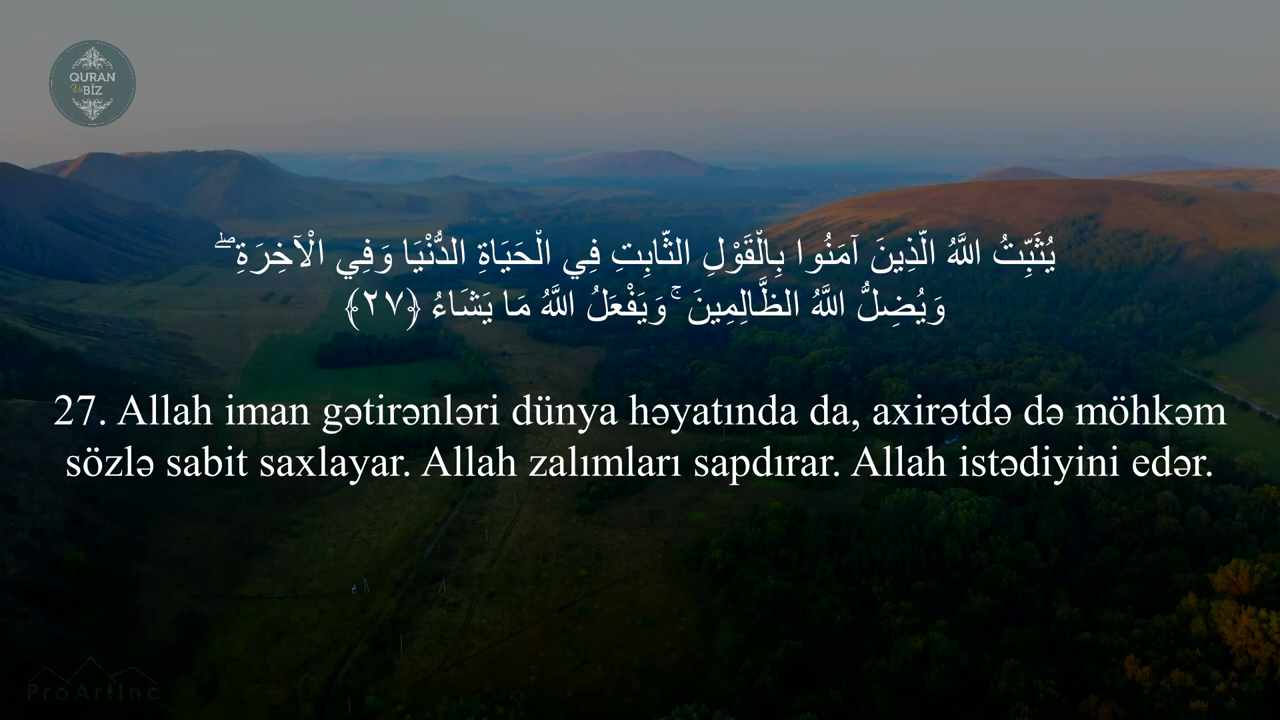 QURAN
Və BİZ
يُثَبِّتُ اللَّهُ الَّذِينَ آمَنُوا بِالْقَوْلِ الثَّابِتِ فِي الْحَيَاةِ الدُّنْيَا وَفِي الْآخِرَةِ ۖ
وَيُضِلُّ اللَّهُ الظَّالِمِينَ ۚ وَيَفْعَلُ اللَّهُ مَا يَشَاءُ ﴿٢٧﴾
27. Allah iman gətirənləri dünya həyatında da, axirətdə də möhkəm
sözlə sabit saxlayar. Allah zalımları sapdırar. Allah istədiyini edər.
ProArtInc